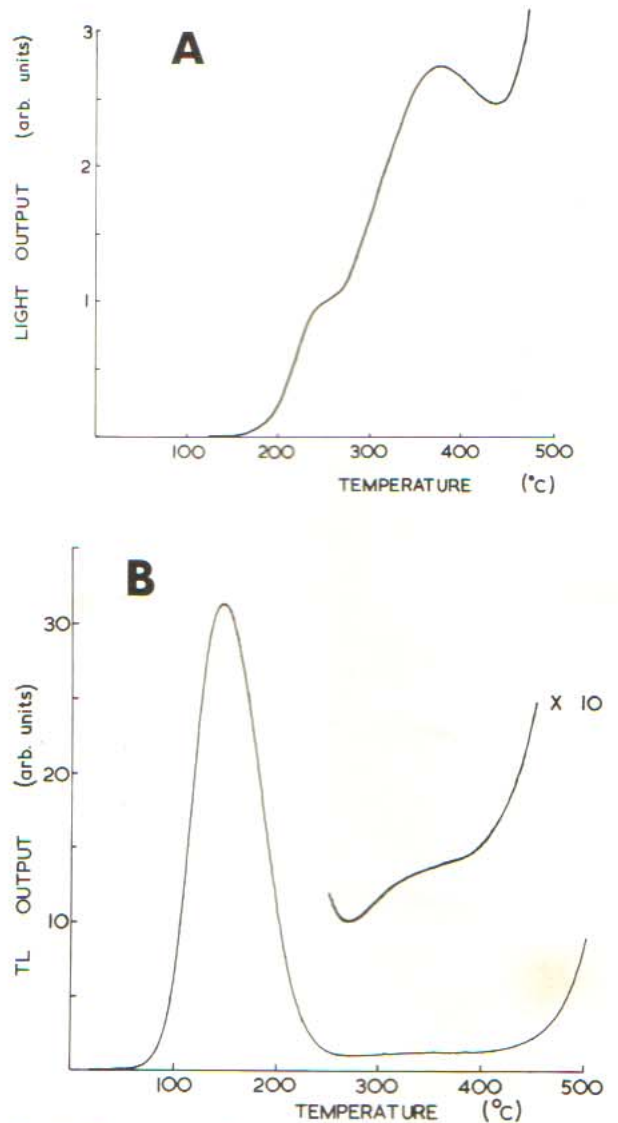 A
LIGHT OUTPUT (arb. units)
3
2
1
100 200 300 400 500
TEMPERATURE (°C)
B
TL OUTPUT (arb. units)
30
20
10
X 10
100 200 300 400 500
TEMPERATURE (°C)